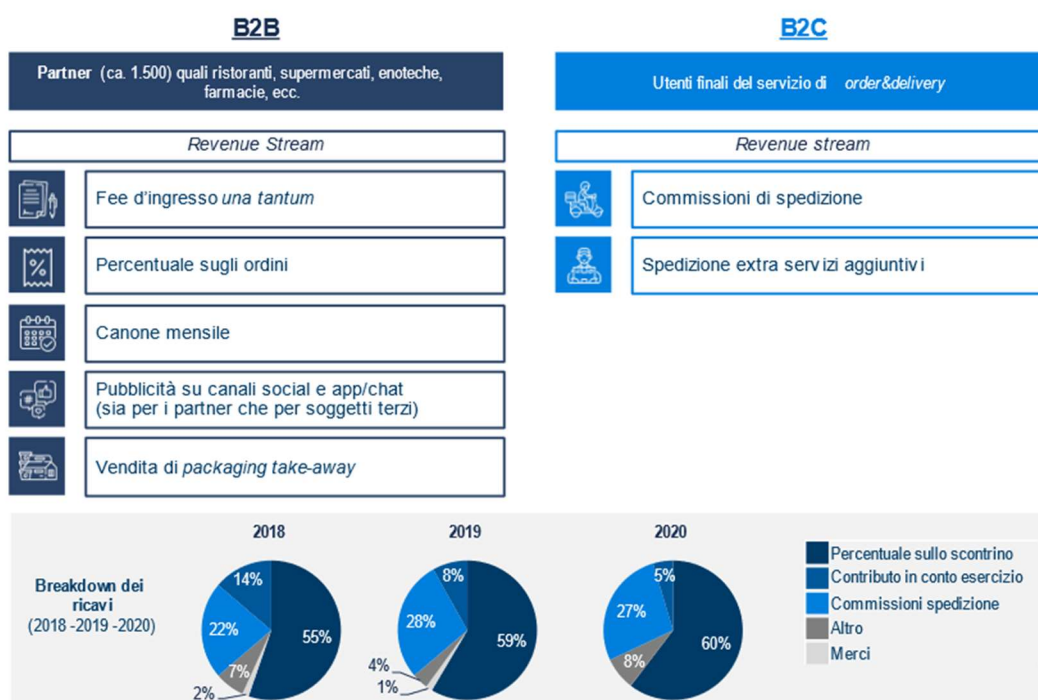 B2B
Partner (ca. 1.500) quali ristoranti, supermercati, enoteche,
farmacie, ecc.
Revenue Stream
Fee d'ingresso una tantum
Percentuale sugli ordini
Canone mensile
Pubblicità su canali social e app/chat
(sia per i partner che per soggetti terzi)
Vendita di packaging take-away
B2C
Utenti finali del servizio di order&delivery
Revenue stream
Commissioni di spedizione
Spedizione extra servizi aggiuntivi
Breakdown dei
ricavi
(2018 -2019 -2020)
2018
14%
22%
55%
7%
2%
2019
8%
28%
59%
4%
1%
2020
5%
27%
60%
8%
Percentuale sullo scontrino
Contributo in conto esercizio
Commissioni spedizione
Altro
Merci